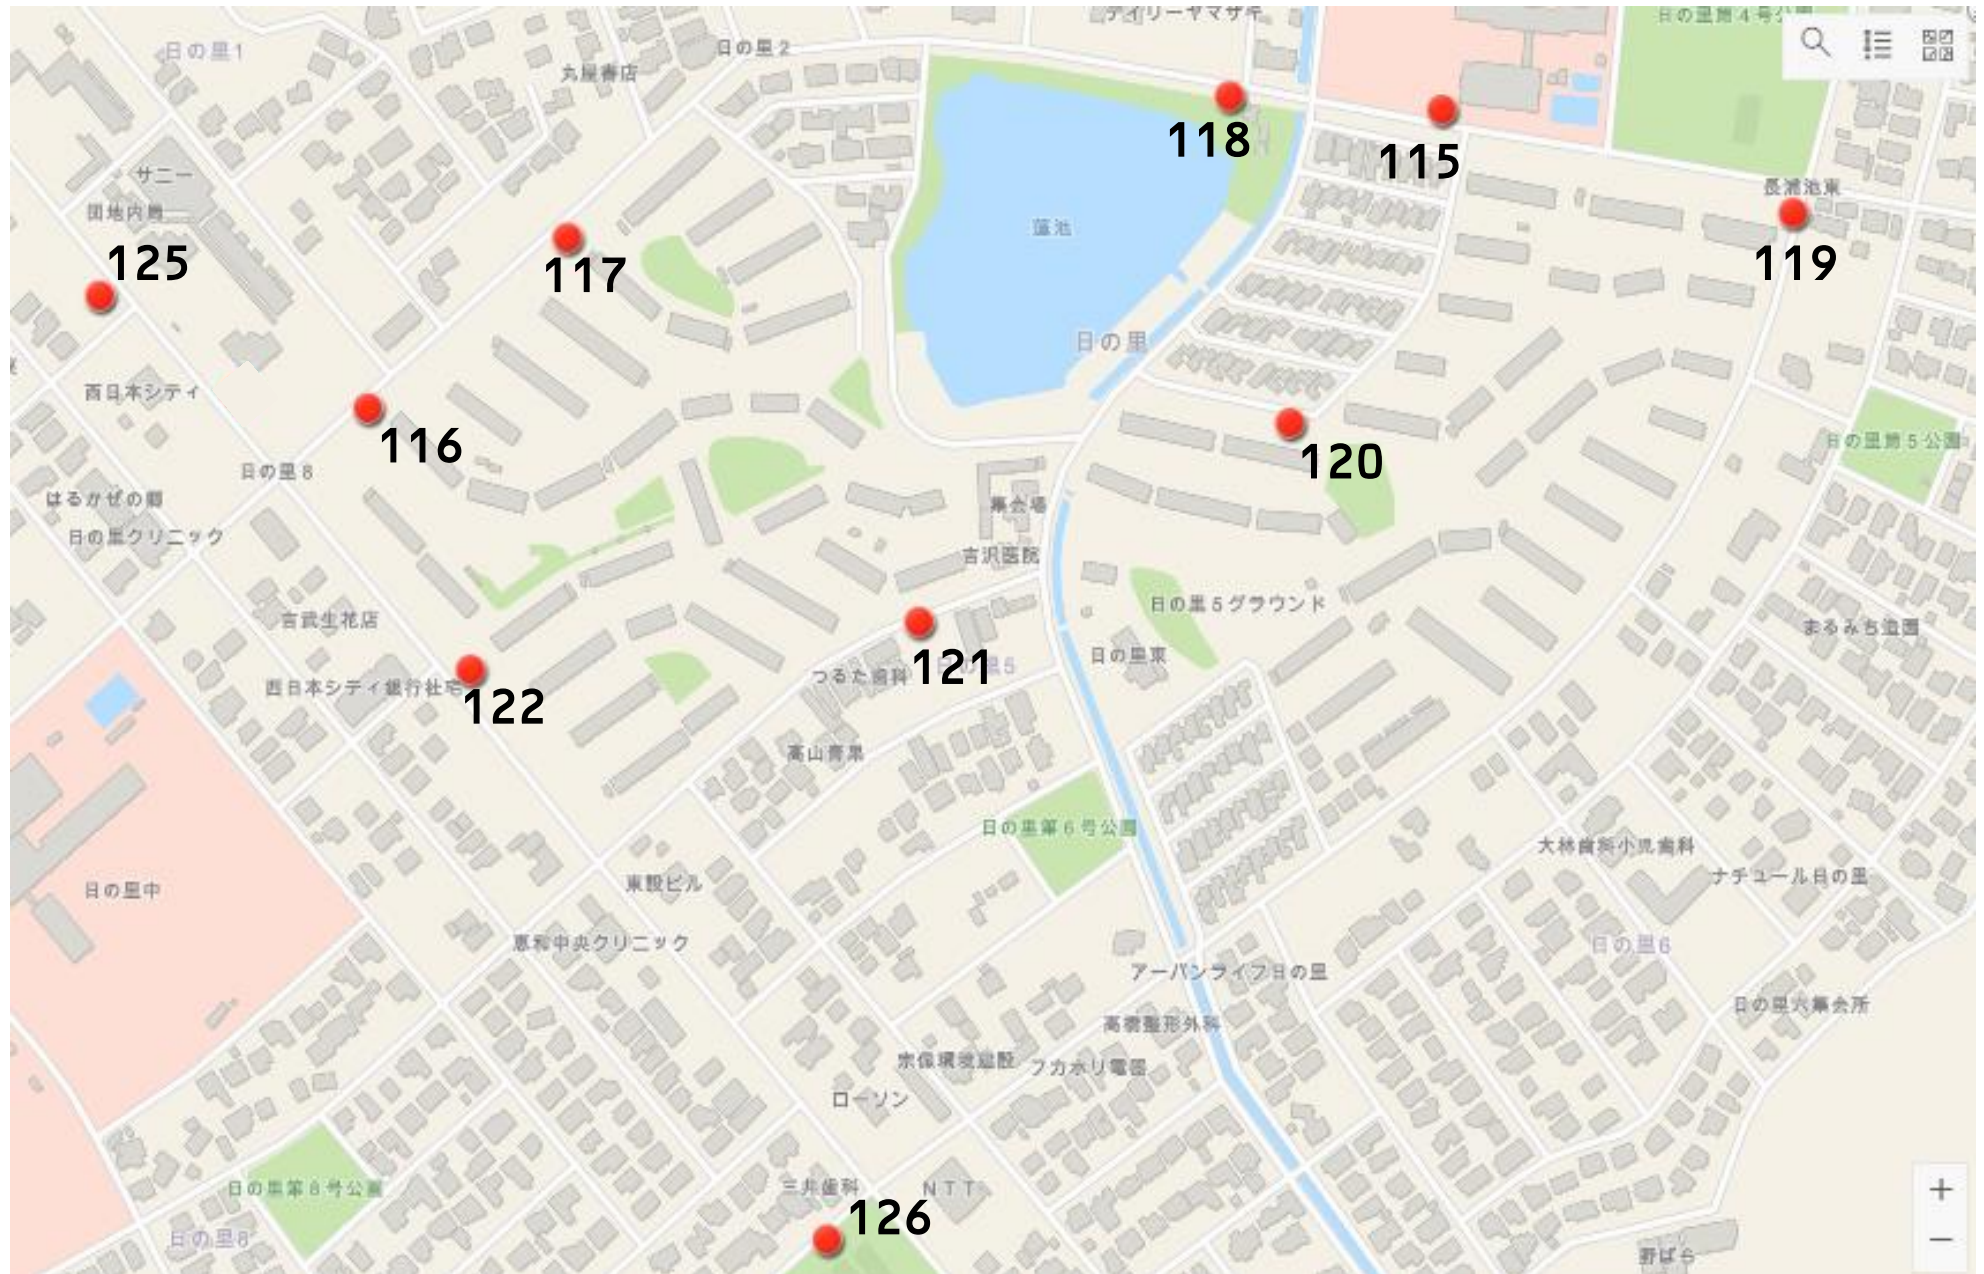 デイリーヤマザキ
日の里第4号公園
日の里1
日の里2
丸屋書店
118
115
サニー
団地内局
長浦池東
蓮池
125
117
119
日の里
西日本シティ
116
日の里第5公園
120
日の里8
はるかぜの郷
集会場
日の里クリニック
吉沢医院
日の里5グラウンド
吉武生花店
まるみち造園
日の里東
121
つるた歯科
西日本シティ銀行社宅
122
高山青果
日の里第6号公園
大林歯科小児歯科
ナチュール日の里
東設ビル
日の里中
恵和中央クリニック
日の里6
アーバンライフ日の里
日の里六集会所
高橋整形外科
宗像環境建設
フカホリ電器
ローソン
三井歯科
NTT
日の里第8号公園
126
日の里8
野ばら
+
−